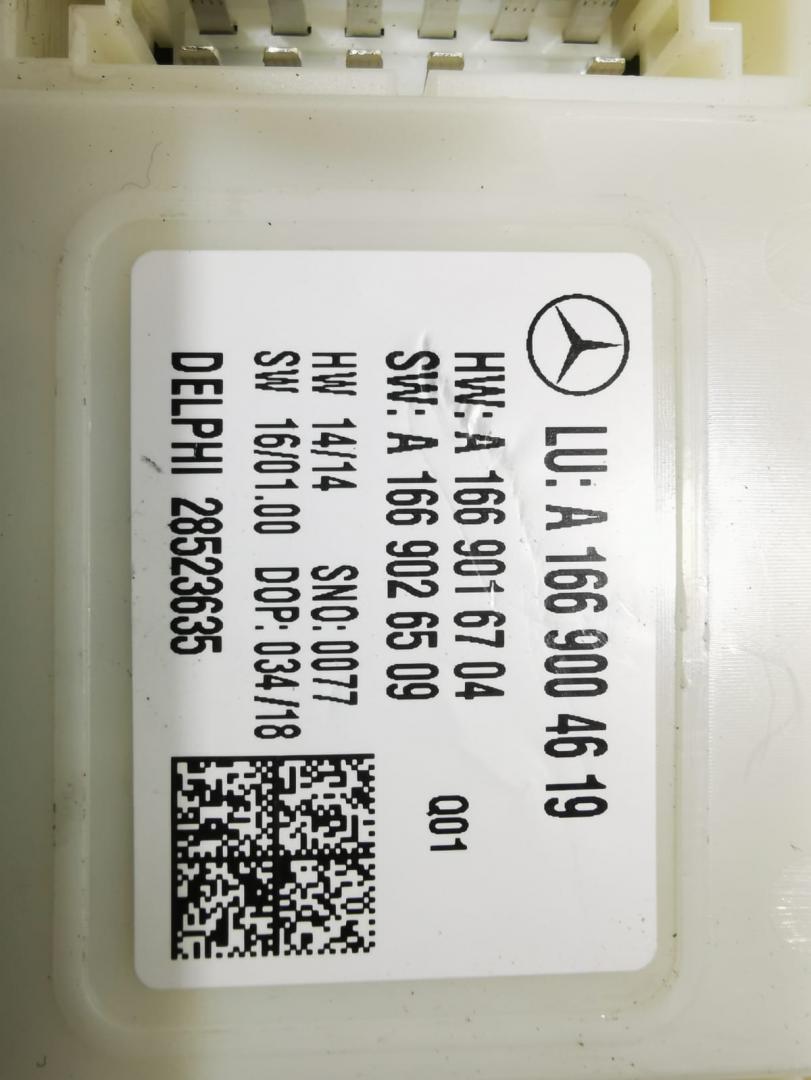 LU: A 166 900 46 19
HW: A 166 901 67 04
SW: A 166 902 65 09
Q01
HW 14/14 SNO: 0077
SW 16/01.00 DOP: 034/18
DELPHI 28523635